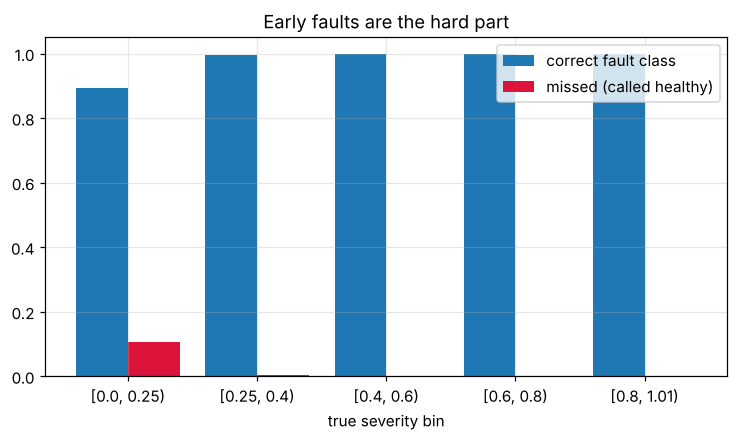 Early faults are the hard part
1.0
0.8
0.6
0.4
0.2
0.0
correct fault class
missed (called healthy)
[0.0, 0.25)
[0.25, 0.4)
[0.4, 0.6)
[0.6, 0.8)
[0.8, 1.01)
true severity bin